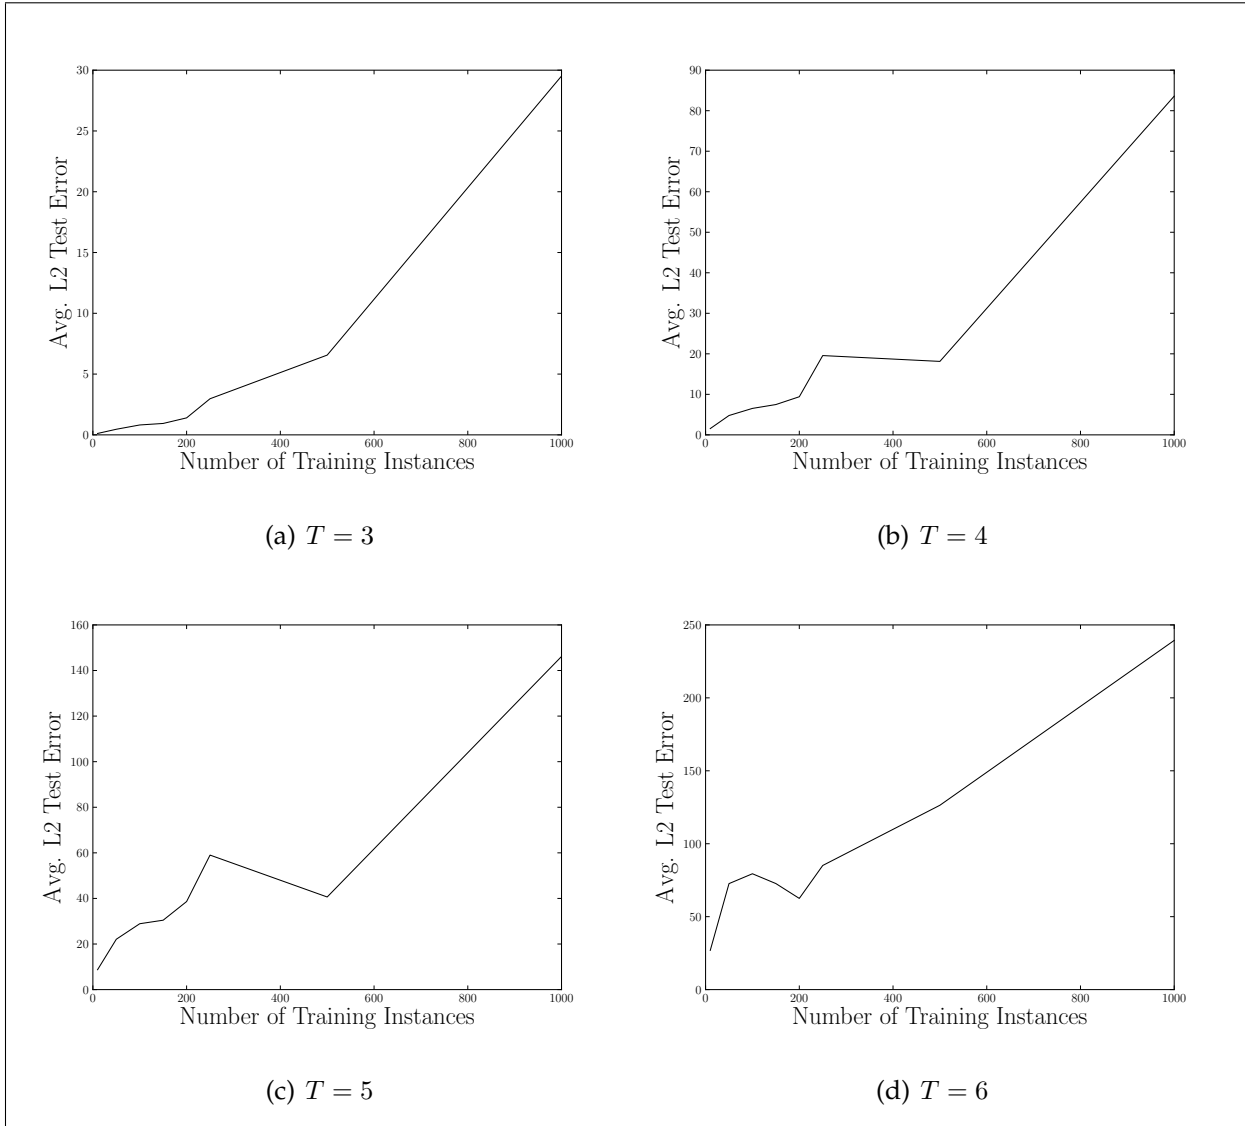 30
25
20
15
10
5
0
0 200 400 600 800 1000
Avg. L2 Test Error
Number of Training Instances
(a) T = 3
90
80
70
60
50
40
30
20
10
0
0 200 400 600 800 1000
Avg. L2 Test Error
Number of Training Instances
(b) T = 4
160
140
120
100
80
60
40
20
0
0 200 400 600 800 1000
Avg. L2 Test Error
Number of Training Instances
(c) T = 5
250
200
150
100
50
0
0 200 400 600 800 1000
Avg. L2 Test Error
Number of Training Instances
(d) T = 6